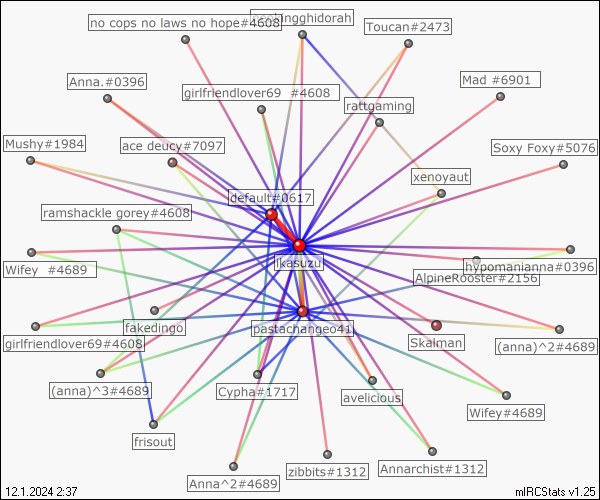 no cops no laws no hope#4608
Toucan#2473
Anna.#0396
girlfriendlover69 #4608
Mad #6901
rattgaming
Mushy#1984
ace deucy#7097
Soxy Foxy#5076
xenoyaut
default#0617
ramshackle gorey#4608
ikasuzu
Wifey #4689
hypomanianna#0396
AlpineRooster#2156
fakedingo
pastachangeo41
girlfriendlover69#4608
Skalman
(anna)^2#4689
(anna)^3#4689
Cypha#1717
avelicious
Wifey#4689
frisout
Anna^2#4689
zibbits#1312
Annarchist#1312
12.1.2024 2:37
mIRCStats v1.25